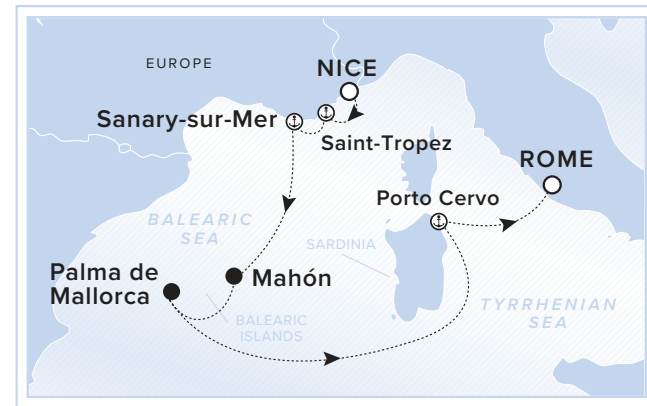 EUROPE
NICE
Sanary-sur-Mer
Saint-Tropez
ROME
Porto Cervo
BALEARIC
SEA
SARDINIA
Palma de
Mallorca
Mahón
BALEARIC
ISLANDS
TYRRHENIAN
SEA